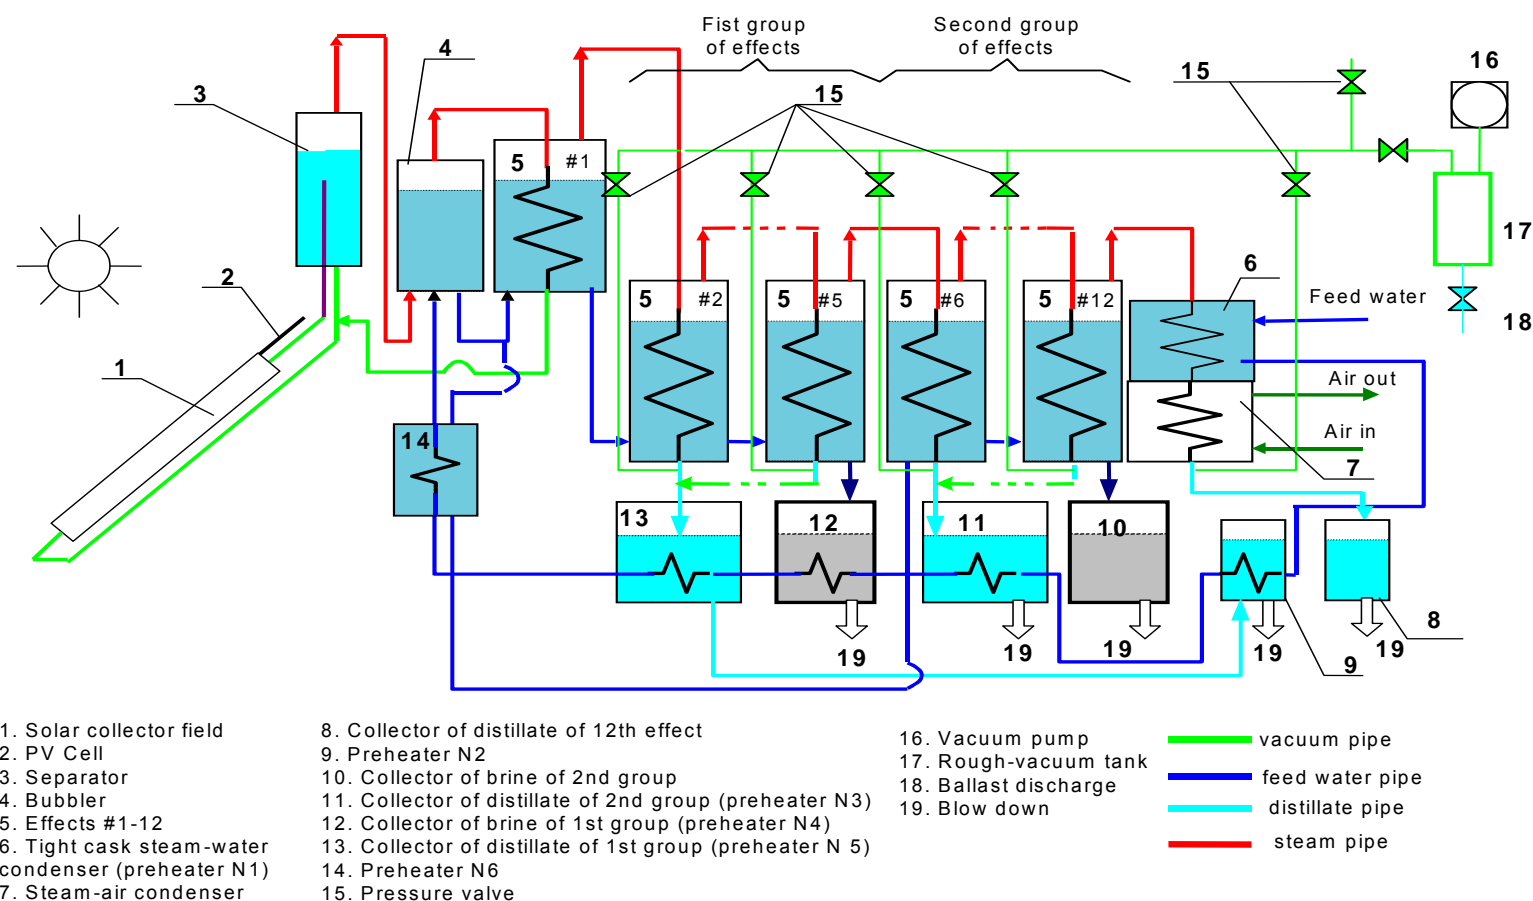 Fist group
of effects
Second group
of effects
4
3
15
15
16
5 #1
2
17
6
5 #2
5 #5
5 #6
5 #12
Feed water
18
1
Air out
Air in
14
7
13
12
11
10
8
19
19
19
19
19
9
1. Solar collector field
2. PV Cell
3. Separator
4. Bubbler
5. Effects #1-12
6. Tight cask steam-water
condenser (preheater N1)
7. Steam-air condenser
8. Collector of distillate of 12th effect
9. Preheater N2
10. Collector of brine of 2nd group
11. Collector of distillate of 2nd group (preheater N3)
12. Collector of brine of 1st group (preheater N4)
13. Collector of distillate of 1st group (preheater N 5)
14. Preheater N6
15. Pressure valve
16. Vacuum pump
17. Rough-vacuum tank
18. Ballast discharge
19. Blow down
vacuum pipe
feed water pipe
distillate pipe
steam pipe